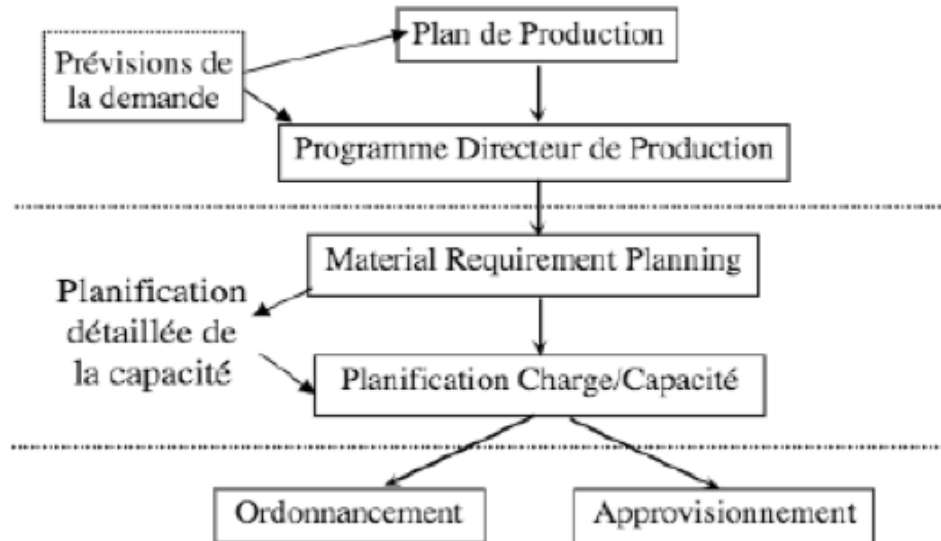 Plan de Production
Prévisions de
la demande
Programme Directeur de Production
Material Requirement Planning
Planification
détaillée de
la capacité
Planification Charge/Capacité
Ordonnancement
Approvisionnement